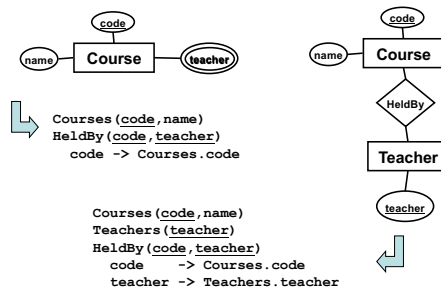 code
name
Course
teacher
Courses(code,name)
HeldBy(code,teacher)
code -> Courses.code
code
name
Course
HeldBy
Teacher
teacher
Courses(code,name)
Teachers(teacher)
HeldBy(code,teacher)
code -> Courses.code
teacher -> Teachers.teacher